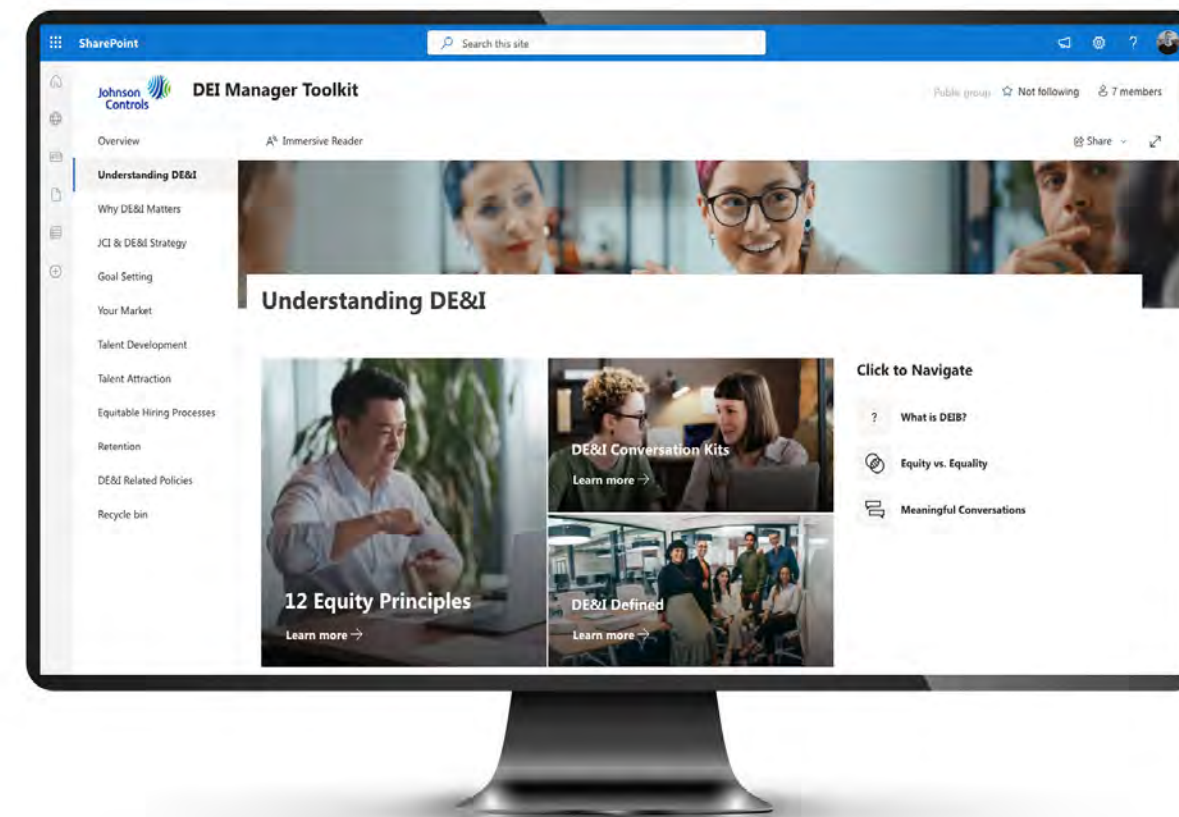 SharePoint
Search this site
?
Johnson
Controls
DEI Manager Toolkit
Public group
Not following
7 members
Overview
Understanding DE&I
Why DE&I Matters
JCI & DE&I Strategy
Goal Setting
Your Market
Talent Development
Talent Attraction
Equitable Hiring Processes
Retention
DE&I Related Policies
Recycle bin
Immersive Reader
Share
Understanding DE&I
12 Equity Principles
Learn more →
DE&I Conversation Kits
Learn more →
DE&I Defined
Learn more →
Click to Navigate
? What is DEIB?
Equity vs. Equality
Meaningful Conversations